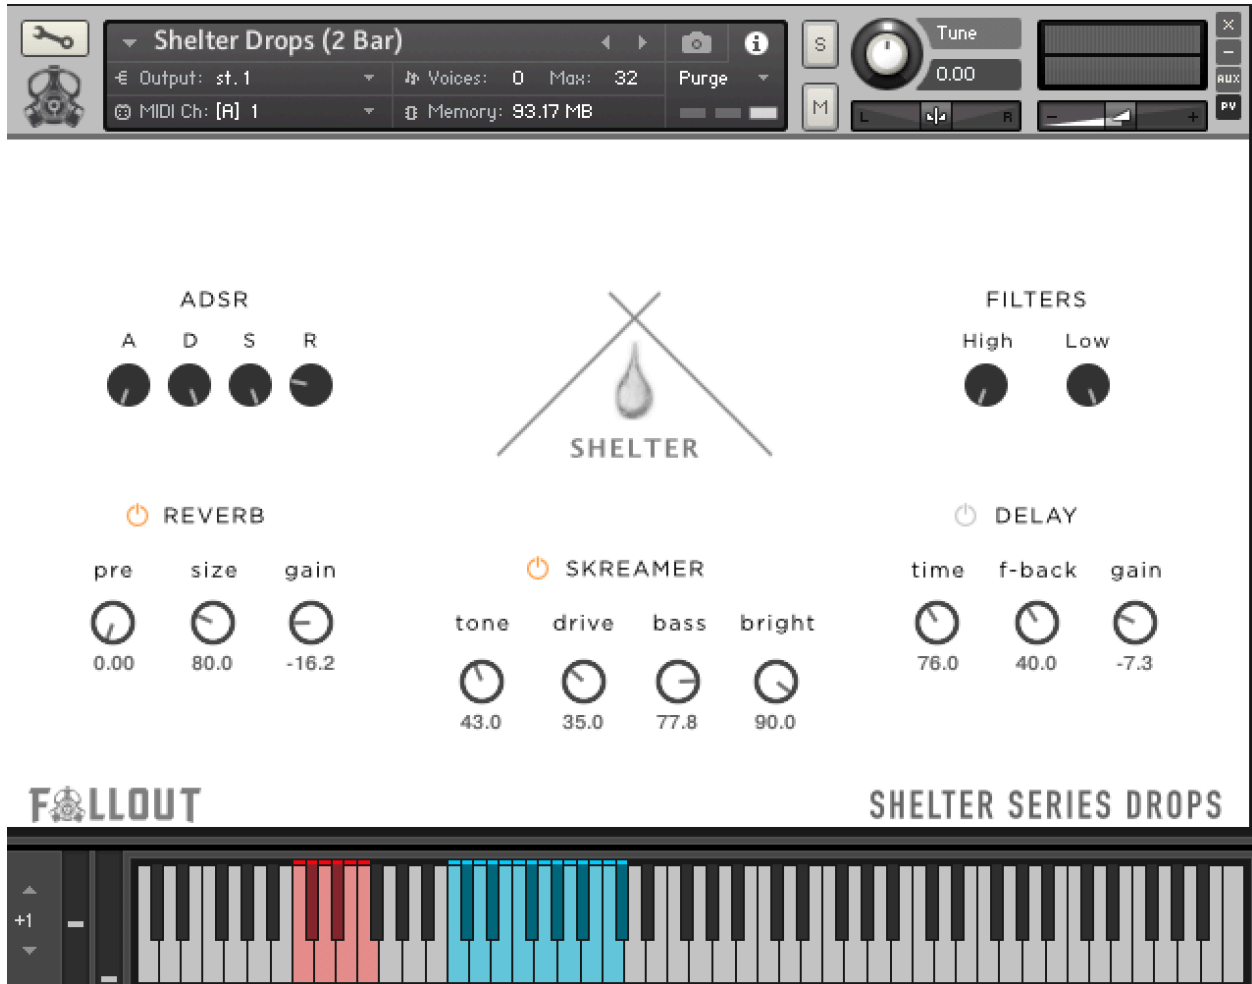 Shelter Drops (2 Bar)
Output: st. 1
Voices: 0 Max: 32
Purge
MIDI Ch: [A] 1
Memory: 93.17 MB
S
M
Tune
0.00
L R
- +
×
-
AUX
PV
ADSR
A D S R
SHELTER
FILTERS
High Low
REVERB
pre size gain
0.00 80.0 -16.2
SKREAMER
tone drive bass bright
43.0 35.0 77.8 90.0
DELAY
time f-back gain
76.0 40.0 -7.3
FALLOUT
SHELTER SERIES DROPS
+1